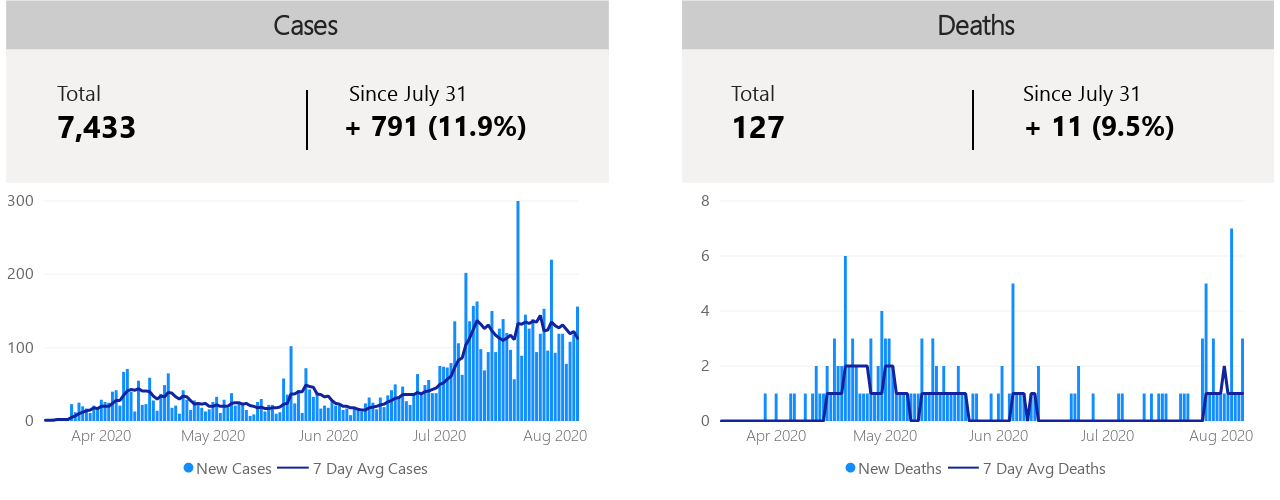 Cases
Total
Since July 31
7,433
+ 791 (11.9%)
300
200
100
0
Apr 2020
May 2020
Jun 2020
Jul 2020
Aug 2020
New Cases
7 Day Avg Cases
Deaths
Total
Since July 31
127
+ 11 (9.5%)
8
6
4
2
0
Apr 2020
May 2020
Jun 2020
Jul 2020
Aug 2020
New Deaths
7 Day Avg Deaths